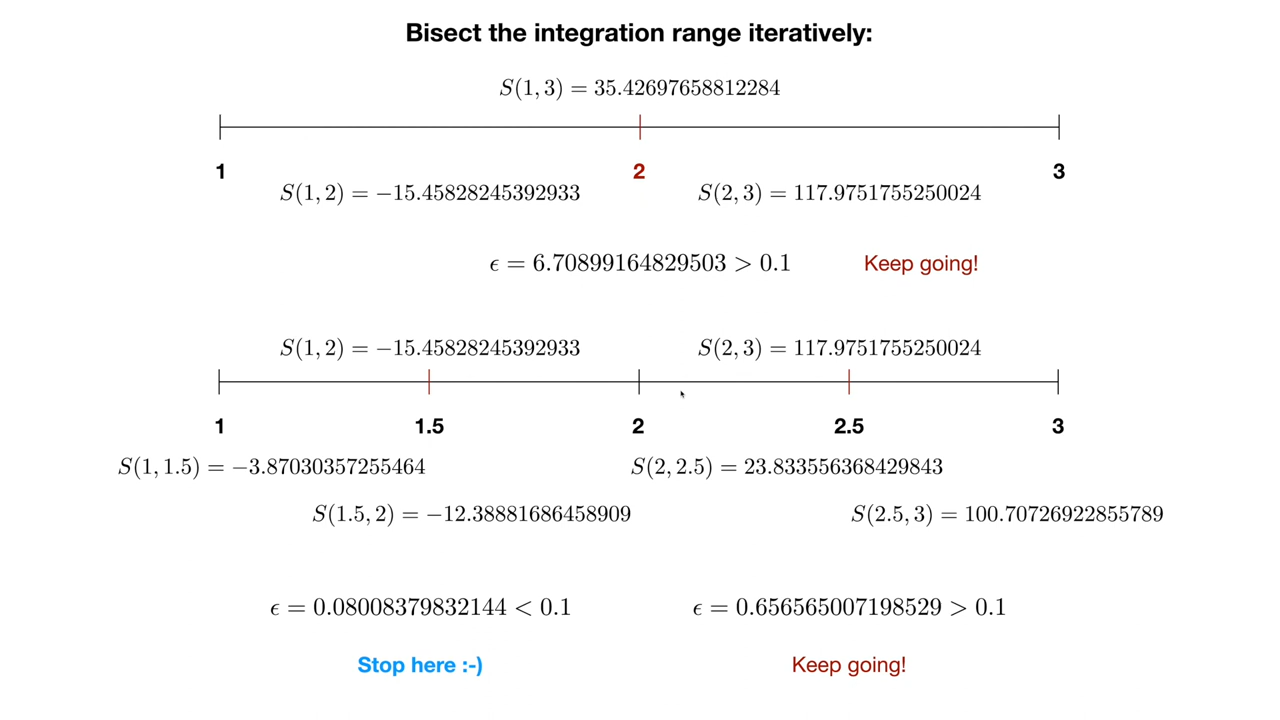 Bisect the integration range iteratively:
S(1, 3) = 35.42697658812284
1 2 3
S(1, 2) = −15.45828245392933 S(2, 3) = 117.9751755250024
ϵ = 6.70899164829503 > 0.1 Keep going!
S(1, 2) = −15.45828245392933 S(2, 3) = 117.9751755250024
1 1.5 2 2.5 3
S(1, 1.5) = −3.87030357255464 S(2, 2.5) = 23.833556368429843
S(1.5, 2) = −12.38881686458909 S(2.5, 3) = 100.70726922855789
ϵ = 0.08008379832144 < 0.1 ϵ = 0.656565007198529 > 0.1
Stop here :-) Keep going!